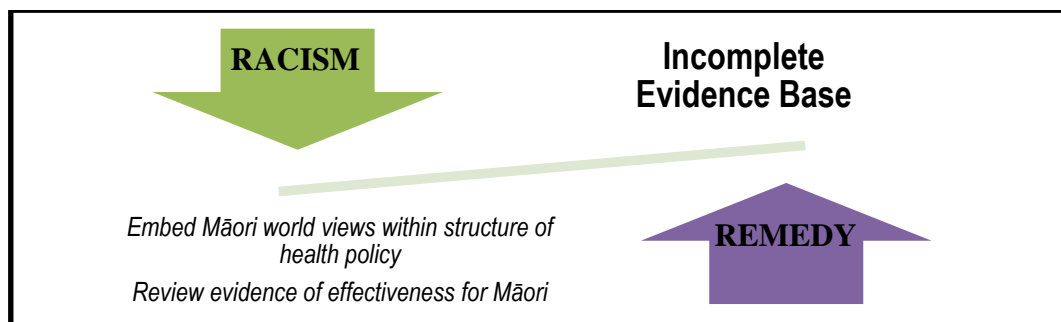 RACISM
Incomplete
Evidence Base
Embed Māori world views within structure of
health policy
Review evidence of effectiveness for Māori
REMEDY